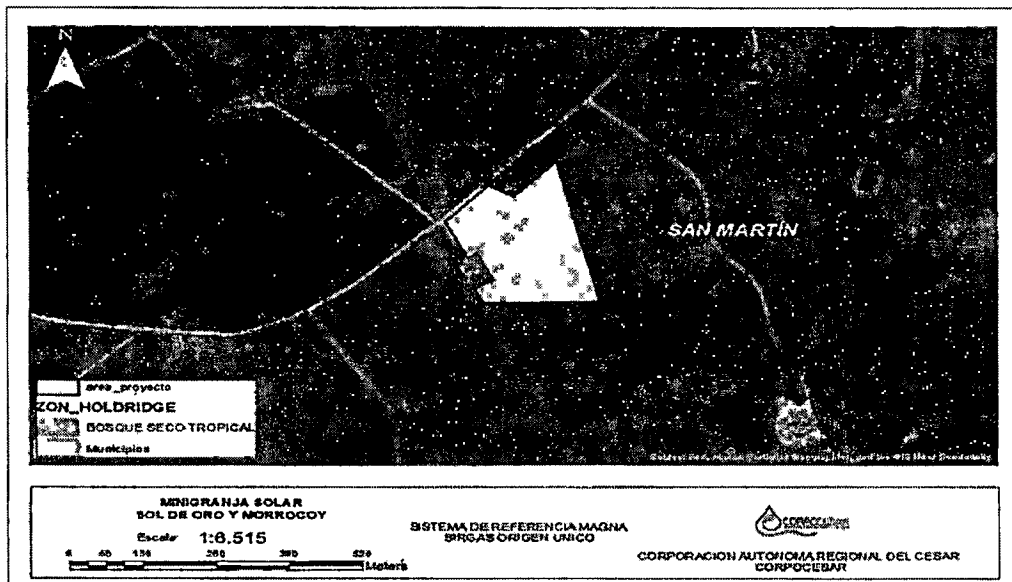 N
SAN MARTÍN
area_proyecto
ZON_HOLDRIDGE
BOSQUE SECO TROPICAL
Municipios
MINIGRANJA SOLAR
SOL DE ORO Y MORROCOY
Escala 1:6.515
Meters
SISTEMA DE REFERENCIA MAGNA
SIRGAS ORIGEN UNICO
CORPOCESAR
CORPORACION AUTONOMA REGIONAL DEL CESAR
CORPOCESAR